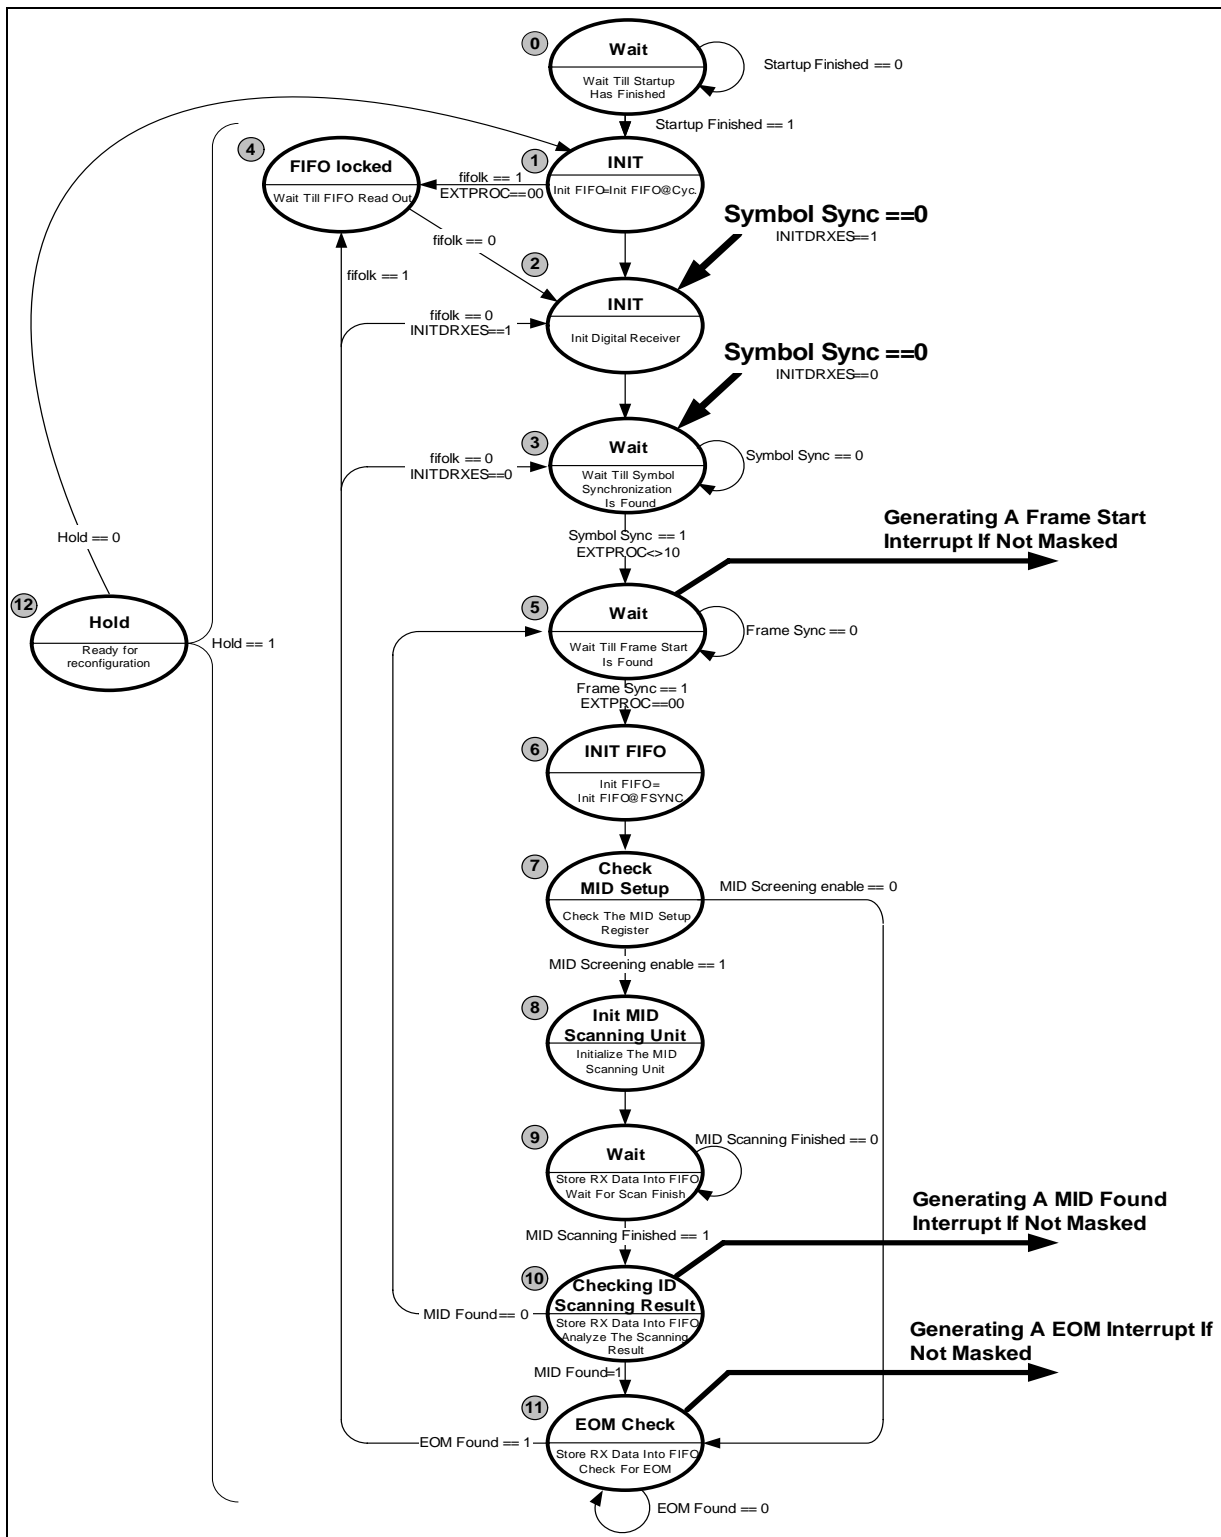 0
Wait
Wait Till Startup
Has Finished
Startup Finished == 0
Startup Finished == 1
4
FIFO locked
Wait Till FIFO Read Out
fifolk == 1
EXTPROC==00
1
INIT
Init FIFO=Init FIFO@Cyc.
Symbol Sync ==0
INITDRXES==1
fifolk == 0
2
INIT
Init Digital Receiver
fifolk == 1
fifolk == 0
INITDRXES==1
Symbol Sync ==0
INITDRXES==0
3
Wait
Wait Till Symbol
Synchronization
Is Found
Symbol Sync == 0
fifolk == 0
INITDRXES==0
Symbol Sync == 1
EXTPROC<>10
Generating A Frame Start
Interrupt If Not Masked
Hold == 0
12
Hold
Ready for
reconfiguration
Hold == 1
5
Wait
Wait Till Frame Start
Is Found
Frame Sync == 0
Frame Sync == 1
EXTPROC==00
6
INIT FIFO
Init FIFO=
Init FIFO@FSYNC
7
Check
MID Setup
Check The MID Setup
Register
MID Screening enable == 0
MID Screening enable == 1
8
Init MID
Scanning Unit
Initialize The MID
Scanning Unit
9
Wait
Store RX Data Into FIFO
Wait For Scan Finish
MID Scanning Finished == 0
MID Scanning Finished == 1
Generating A MID Found
Interrupt If Not Masked
10
Checking ID
Scanning Result
Store RX Data Into FIFO
Analyze The Scanning
Result
MID Found== 0
MID Found=1
Generating A EOM Interrupt If
Not Masked
11
EOM Check
Store RX Data Into FIFO
Check For EOM
EOM Found == 1
EOM Found == 0